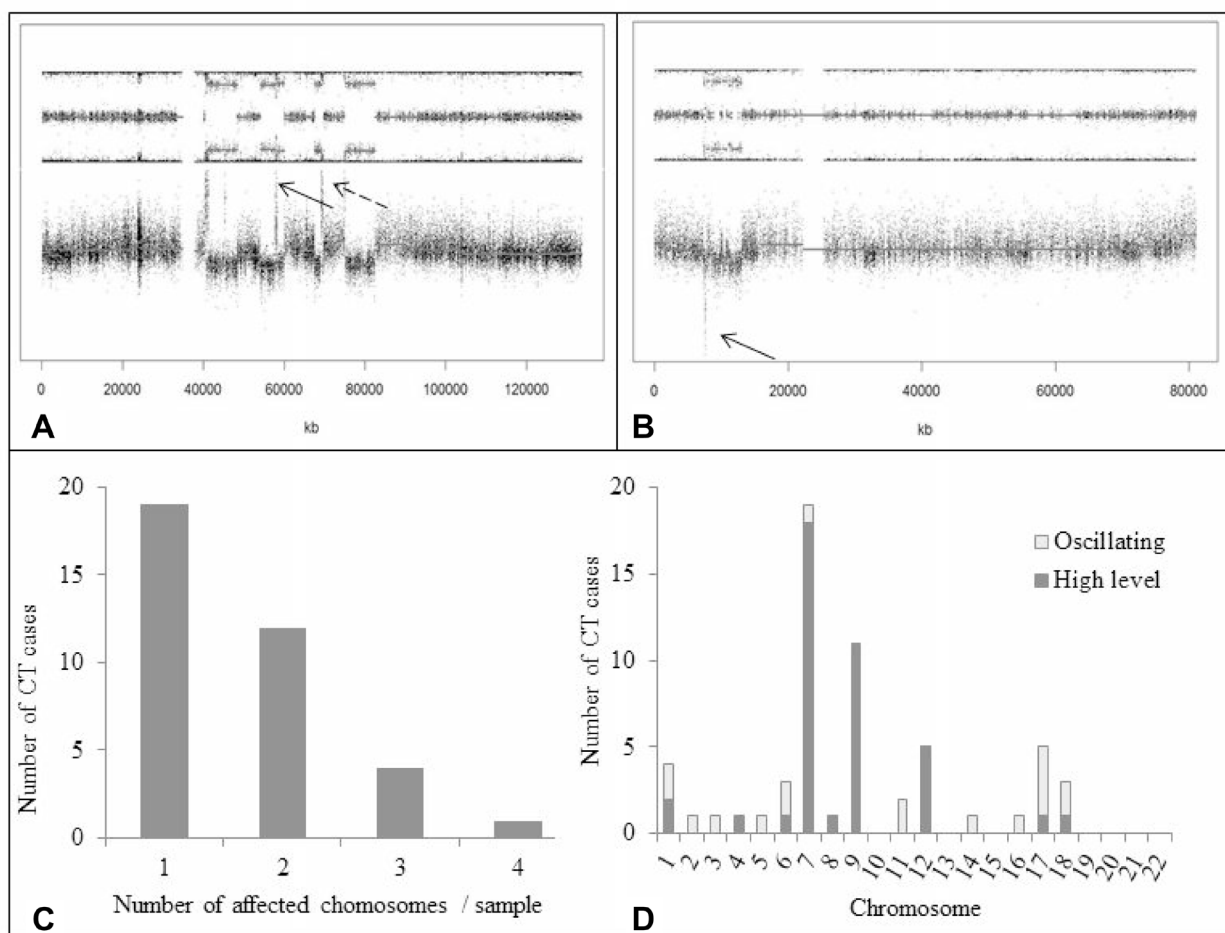 0 20000 40000 60000 80000 100000 120000
kb
A
0 20000 40000 60000 80000
kb
B
20
15
10
5
0
Number of CT cases
1 2 3 4
Number of affected chomosomes / sample
C
20
15
10
5
0
Number of CT cases
Oscillating
High level
1 2 3 4 5 6 7 8 9 10 11 12 13 14 15 16 17 18 19 20 21 22
Chromosome
D